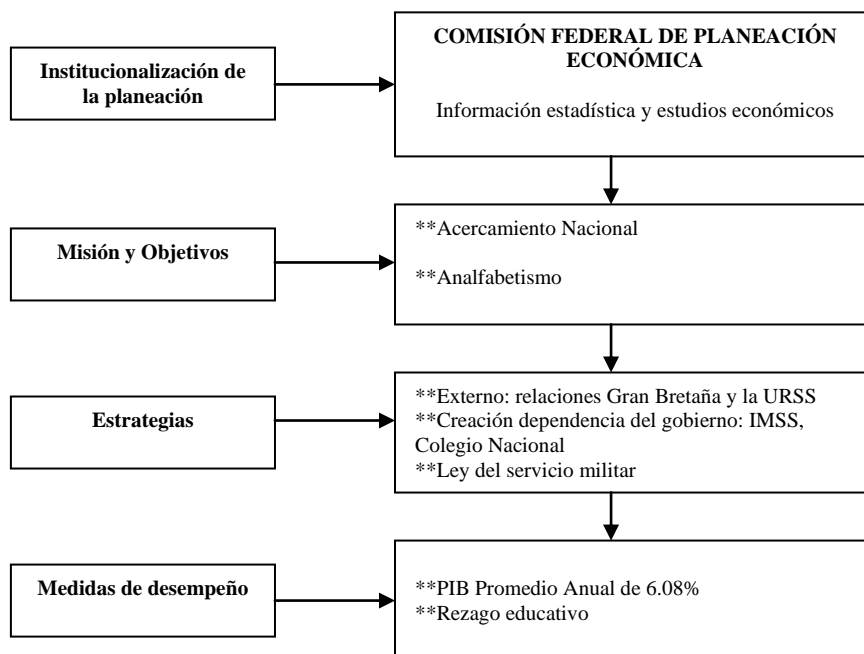 Institucionalización de
la planeación
COMISIÓN FEDERAL DE PLANEACIÓN
ECONÓMICA
Información estadística y estudios económicos
Misión y Objetivos
**Acercamiento Nacional
**Analfabetismo
Estrategias
**Externo: relaciones Gran Bretaña y la URSS
**Creación dependencia del gobierno: IMSS,
Colegio Nacional
**Ley del servicio militar
Medidas de desempeño
**PIB Promedio Anual de 6.08%
**Rezago educativo